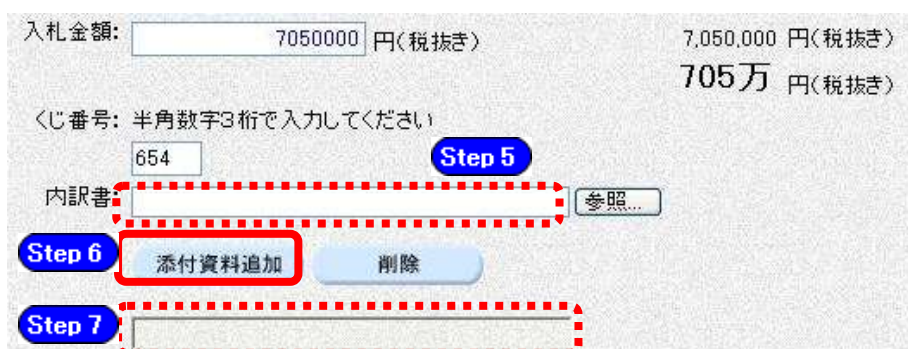 入札金額: 7050000 円(税抜き) 7,050,000 円(税抜き)
705万 円(税抜き)
くじ番号: 半角数字3桁で入力してください
654 Step 5
内訳書: 参照...
Step 6 添付資料追加 削除
Step 7